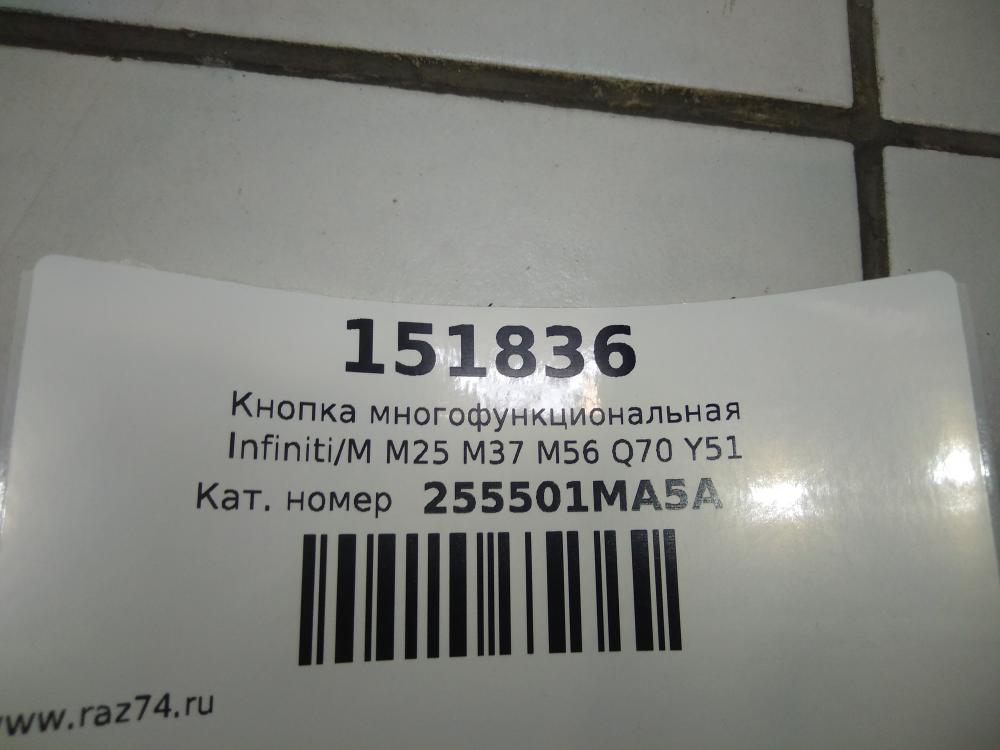 151836
Кнопка многофункциональная
Infiniti/M M25 M37 M56 Q70 Y51
Кат. номер 255501MA5A
www.raz74.ru